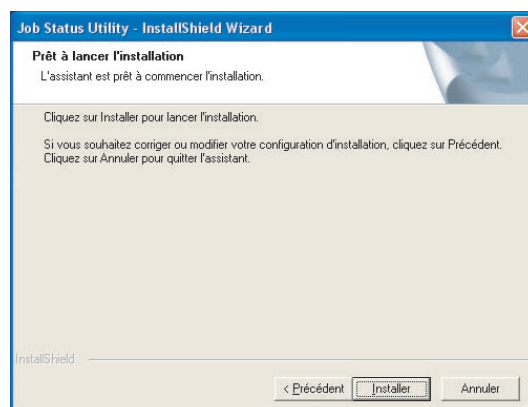 Job Status Utility - InstallShield Wizard
Prêt à lancer l'installation
L'assistant est prêt à commencer l'installation.
Cliquez sur Installer pour lancer l'installation.
Si vous souhaitez corriger ou modifier votre configuration d'installation, cliquez sur Précédent.
Cliquez sur Annuler pour quitter l'assistant.
InstallShield
< Précédent Installer Annuler